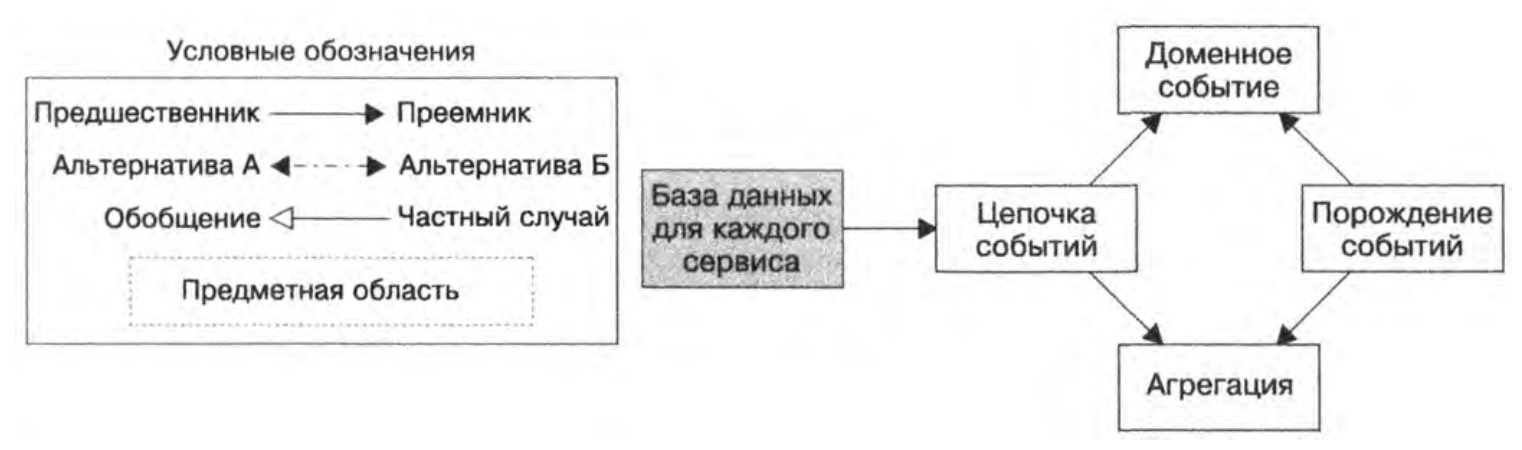 Условные обозначения
Предшественник Преемник
Альтернатива А Альтернатива Б
Обобщение Частный случай
Предметная область
База данных
для каждого
сервиса
Цепочка
событий
Доменное
событие
Порождение
событий
Агрегация